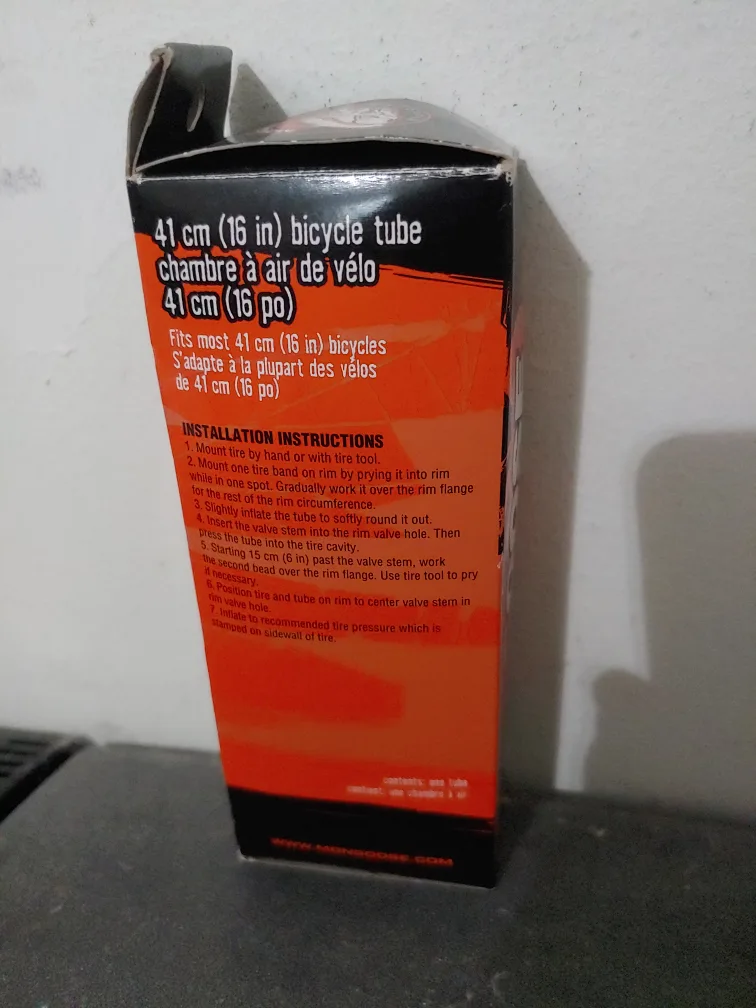 41 cm (16 in) bicycle tube
chambre à air de vélo
41 cm (16 po)
Fits most 41 cm (16 in) bicycles
S'adapte à la plupart des vélos
de 41 cm (16 po)
INSTALLATION INSTRUCTIONS
1. Mount tire by hand or with tire tool.
2. Mount one tire band on rim by prying it into rim
while in one spot. Gradually work it over the rim flange
for the rest of the rim circumference.
3. Slightly inflate the tube to softly round it out.
4. Insert the valve stem into the rim valve hole. Then
press the tube into the tire cavity.
5. Starting 15 cm (6 in) past the valve stem, work
the second bead over the rim flange. Use tire tool to pry
if necessary.
6. Position tire and tube on rim to center valve stem in
rim valve hole.
7. Inflate to recommended tire pressure which is
stamped on sidewall of tire.
contents: one tube
contient: une chambre à air
WWW.MONGOOSE.COM